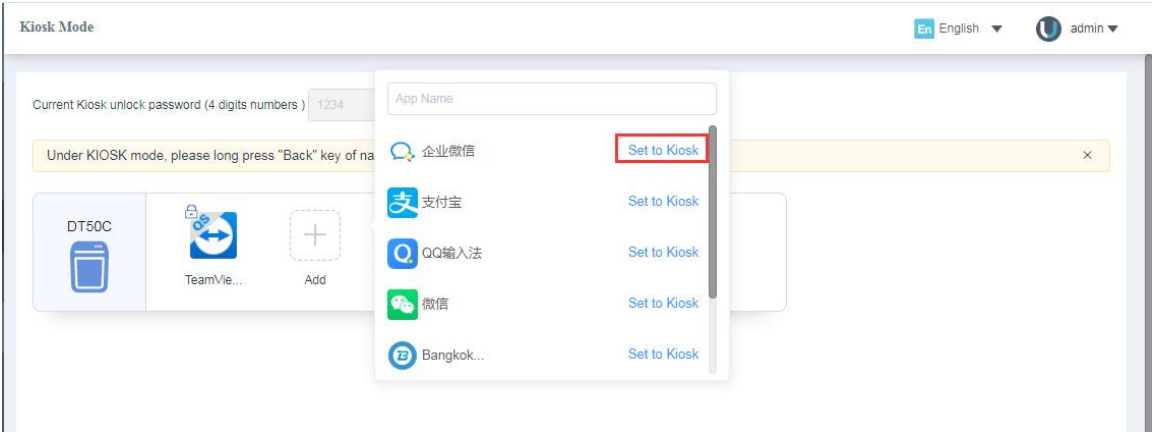 Kiosk Mode
En English
admin
Current Kiosk unlock password (4 digits numbers ) 1234
App Name
Under KIOSK mode, please long press "Back" key of na
企业微信 Set to Kiosk
支付宝 Set to Kiosk
QQ输入法 Set to Kiosk
微信 Set to Kiosk
Bangkok... Set to Kiosk
DT50C
QS
TeamVie...
Add